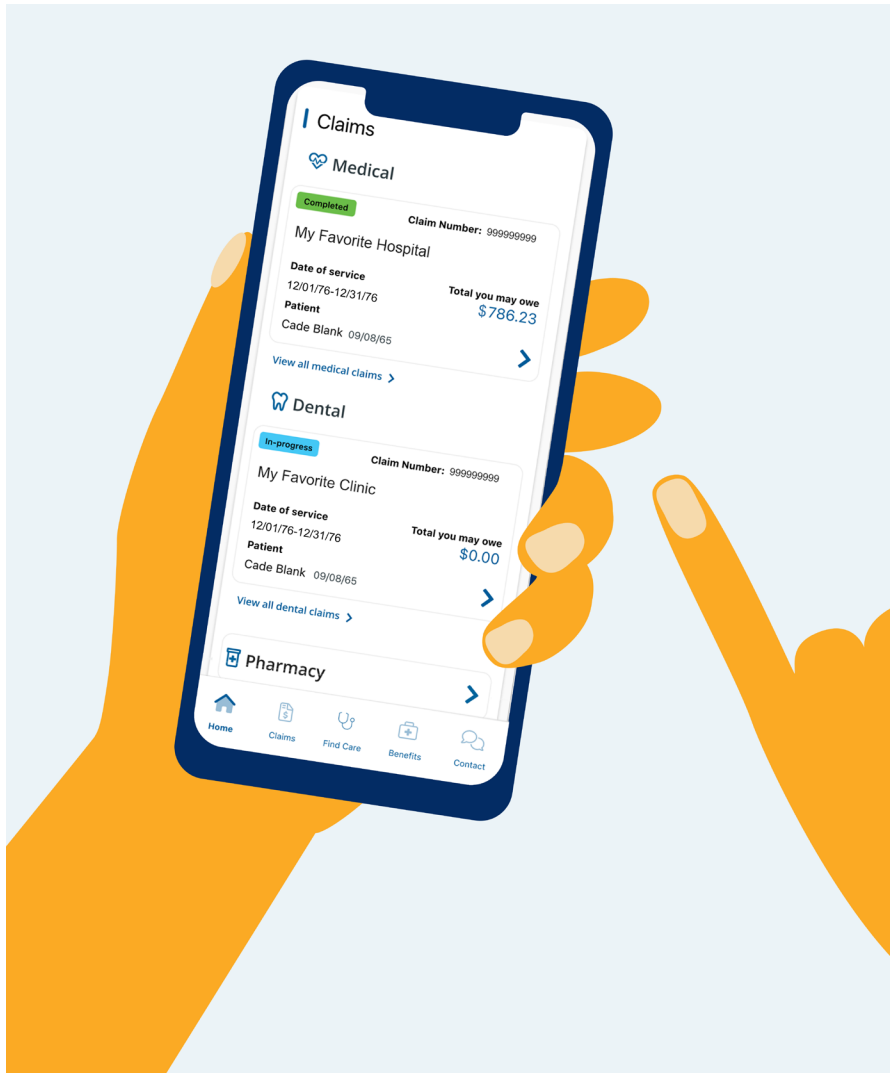 Claims
Medical
Completed
Claim Number: 999999999
My Favorite Hospital
Date of service
12/01/76-12/31/76
Total you may owe
$786.23
Patient
Cade Blank 09/08/65
View all medical claims
Dental
In-progress
Claim Number: 999999999
My Favorite Clinic
Date of service
12/01/76-12/31/76
Total you may owe
$0.00
Patient
Cade Blank 09/08/65
View all dental claims
Pharmacy
Home Claims Find Care Benefits Contact